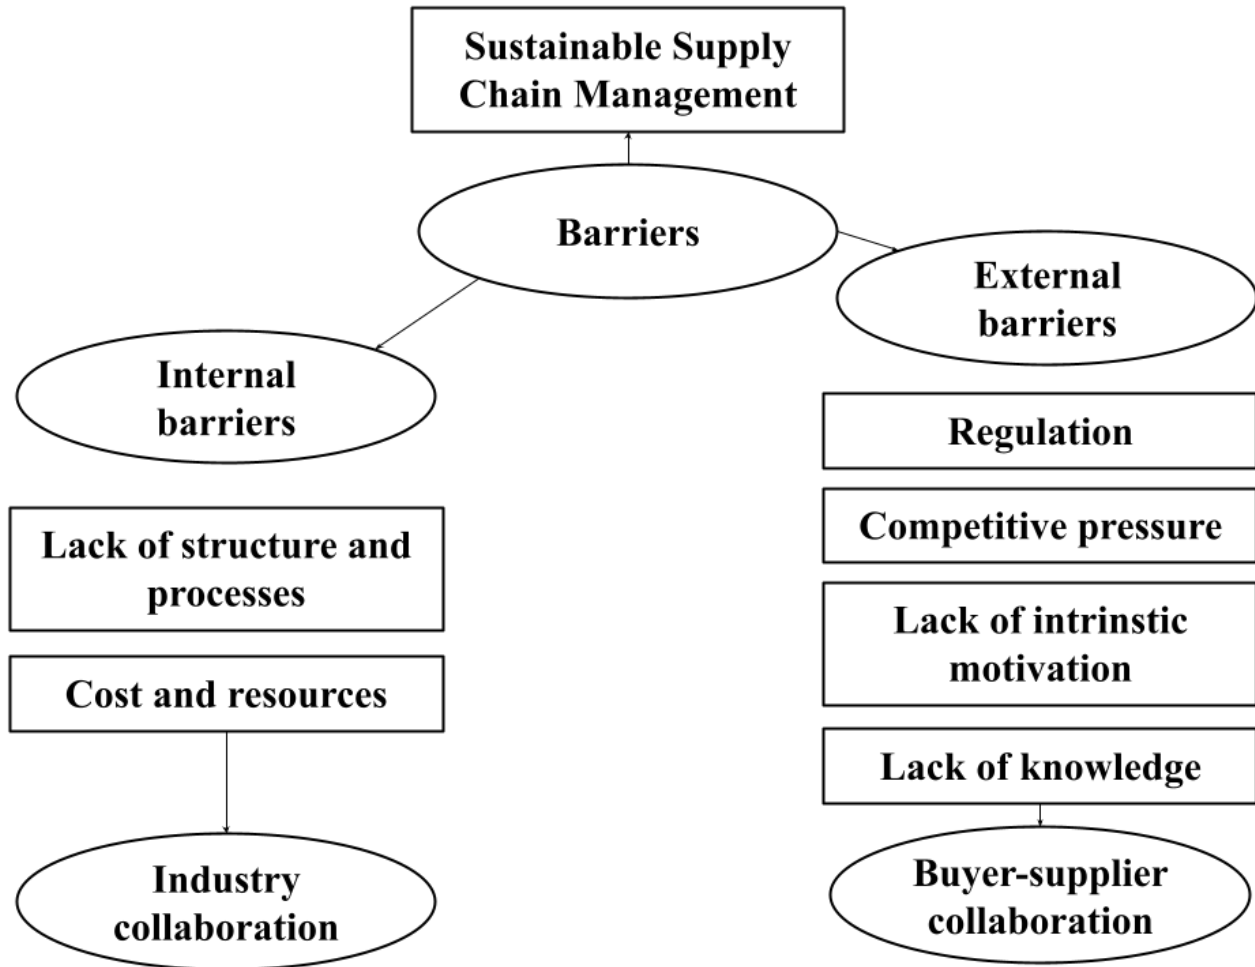 Sustainable Supply
Chain Management
Barriers
External
barriers
Internal
barriers
Regulation
Lack of structure and
processes
Competitive pressure
Lack of intrinstic
motivation
Cost and resources
Lack of knowledge
Industry
collaboration
Buyer-supplier
collaboration